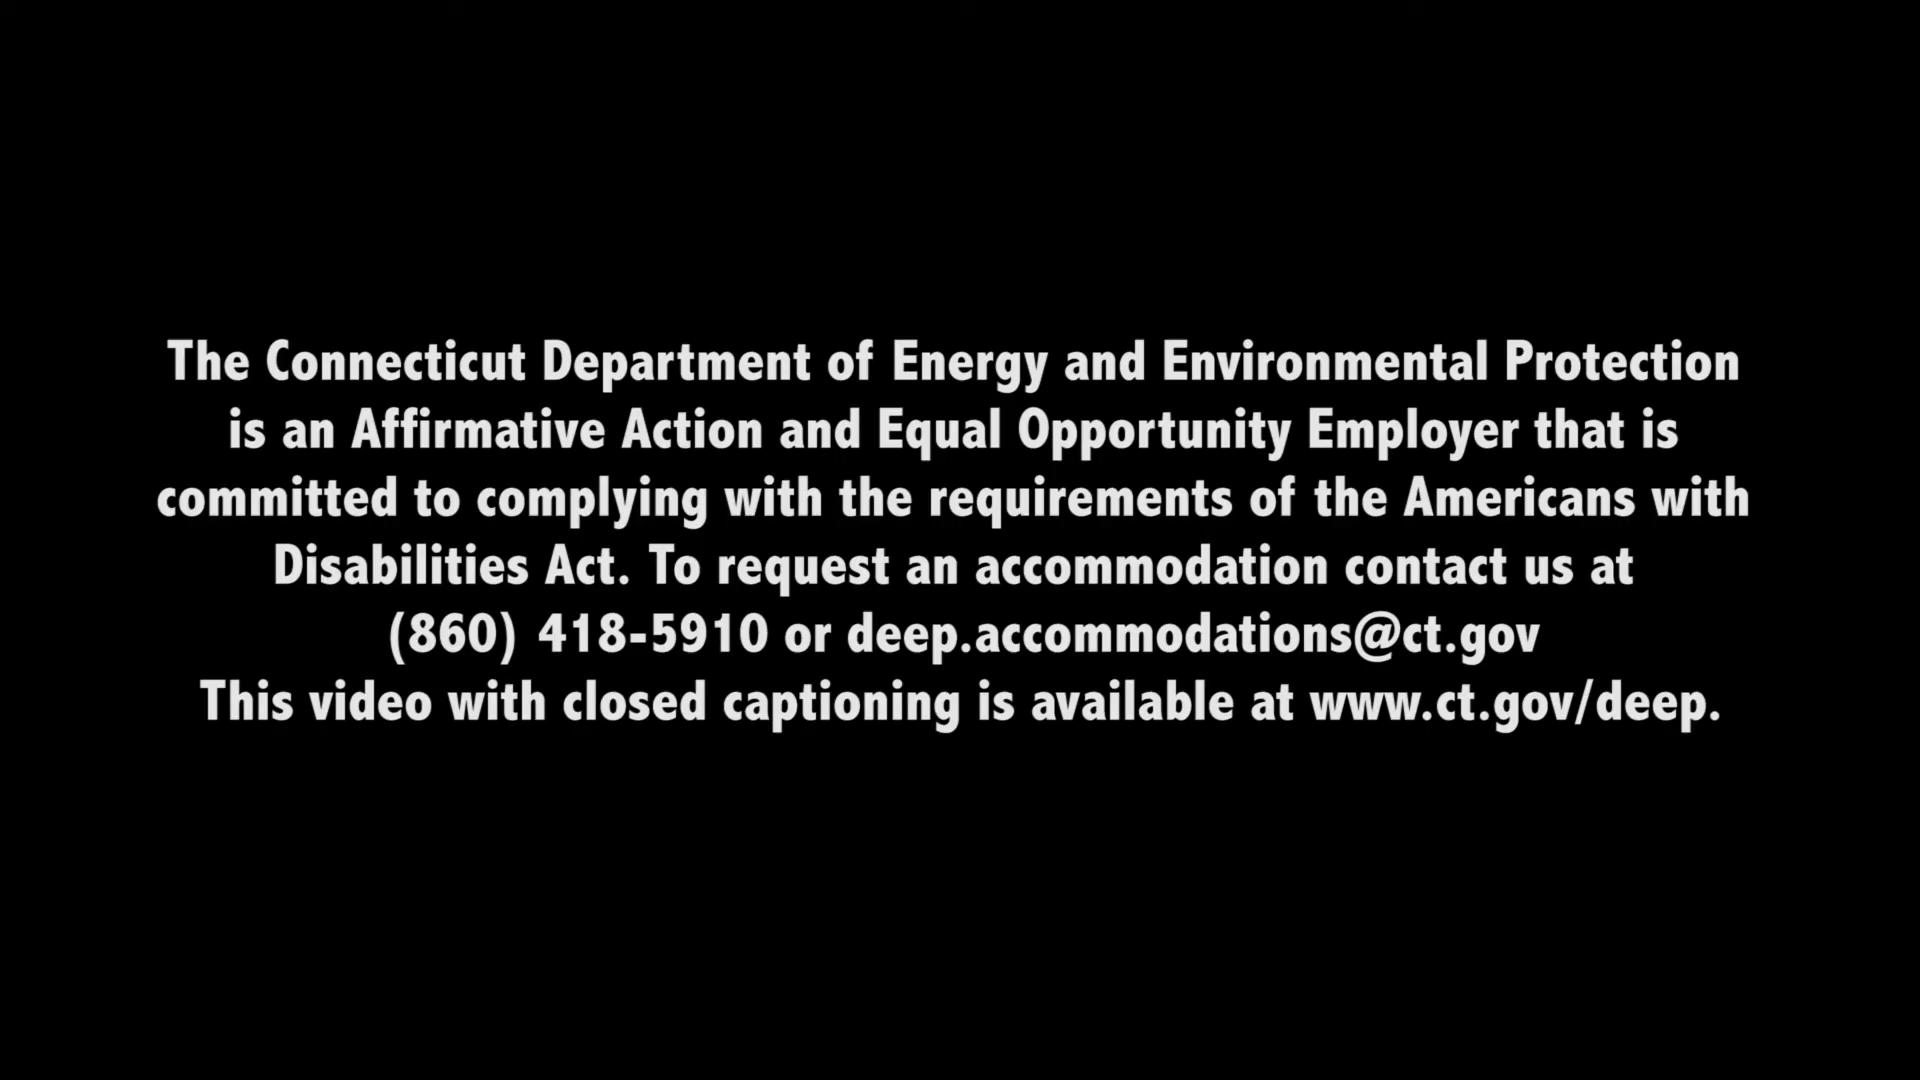 The Connecticut Department of Energy and Environmental Protection
is an Affirmative Action and Equal Opportunity Employer that is
committed to complying with the requirements of the Americans with
Disabilities Act. To request an accommodation contact us at
(860) 418-5910 or deep.accommodations@ct.gov
This video with closed captioning is available at www.ct.gov/deep.